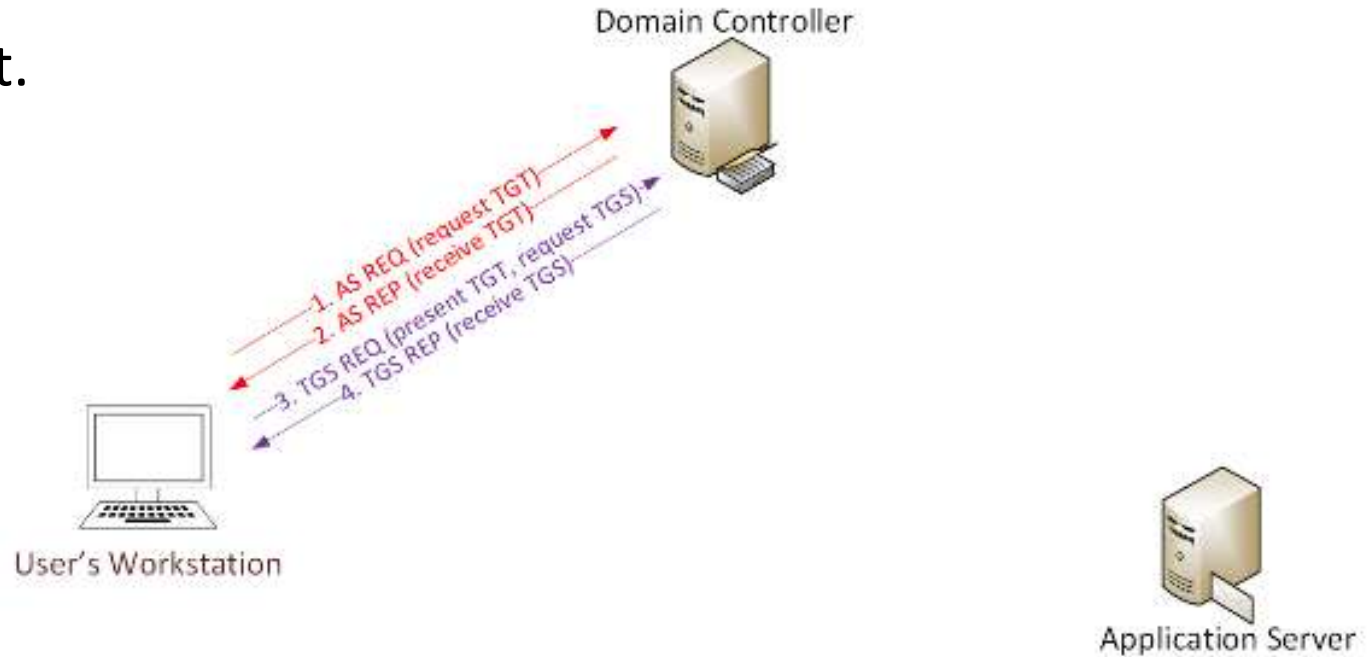 Domain Controller
t.
1. AS REQ (request TGT)
2. AS REP (receive TGT)
3. TGS REQ (present TGT, request TGS)
4. TGS REP (receive TGS)
User's Workstation
Application Server